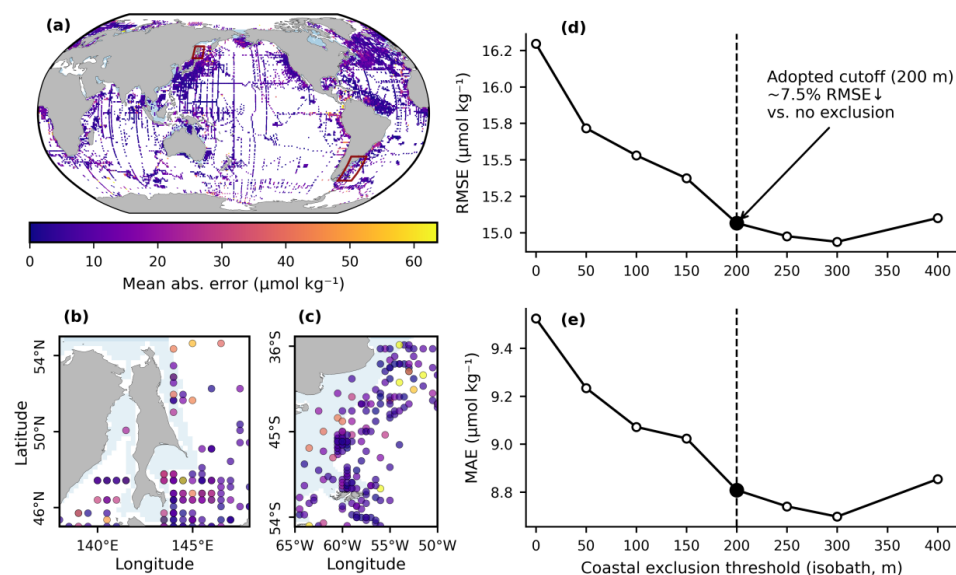 (a)
0 10 20 30 40 50 60
Mean abs. error (μmol kg⁻¹)
(b)
54°N
50°N
46°N
Latitude
140°E 145°E
Longitude
(c)
36°S
45°S
54°S
65°W 60°W 55°W 50°W
Longitude
(d)
16.2
16.0
15.8
15.5
15.2
15.0
RMSE (μmol kg⁻¹)
Adopted cutoff (200 m)
~7.5% RMSE↓
vs. no exclusion
0 50 100 150 200 250 300 350 400
(e)
9.4
9.2
9.0
8.8
MAE (μmol kg⁻¹)
0 50 100 150 200 250 300 350 400
Coastal exclusion threshold (isobath, m)